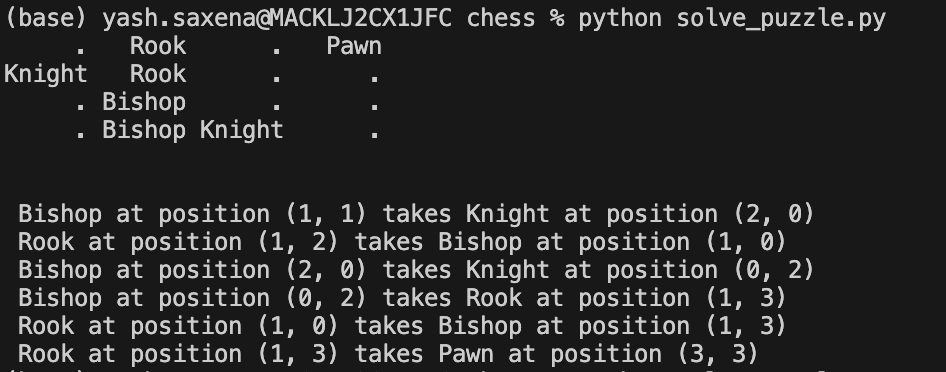 (base) yash.saxena@MACKLJ2CX1JFC chess % python solve_puzzle.py
. Rook . Pawn
Knight Rook . .
. Bishop . .
. Bishop Knight .
Bishop at position (1, 1) takes Knight at position (2, 0)
Rook at position (1, 2) takes Bishop at position (1, 0)
Bishop at position (2, 0) takes Knight at position (0, 2)
Bishop at position (0, 2) takes Rook at position (1, 3)
Rook at position (1, 0) takes Bishop at position (1, 3)
Rook at position (1, 3) takes Pawn at position (3, 3)